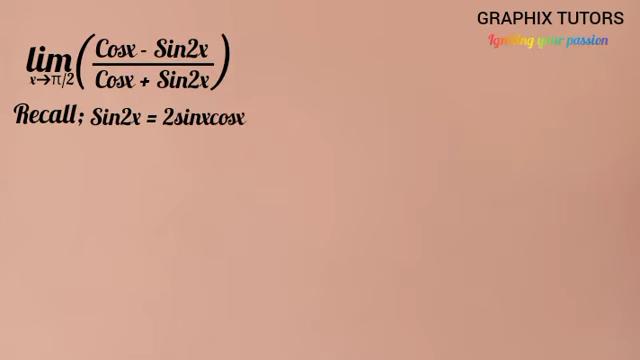 GRAPHIX TUTORS
Igniting your passion
lim x→π/2 (Cosx - Sin2x / Cosx + Sin2x)
Recall; Sin2x = 2sinxcosx